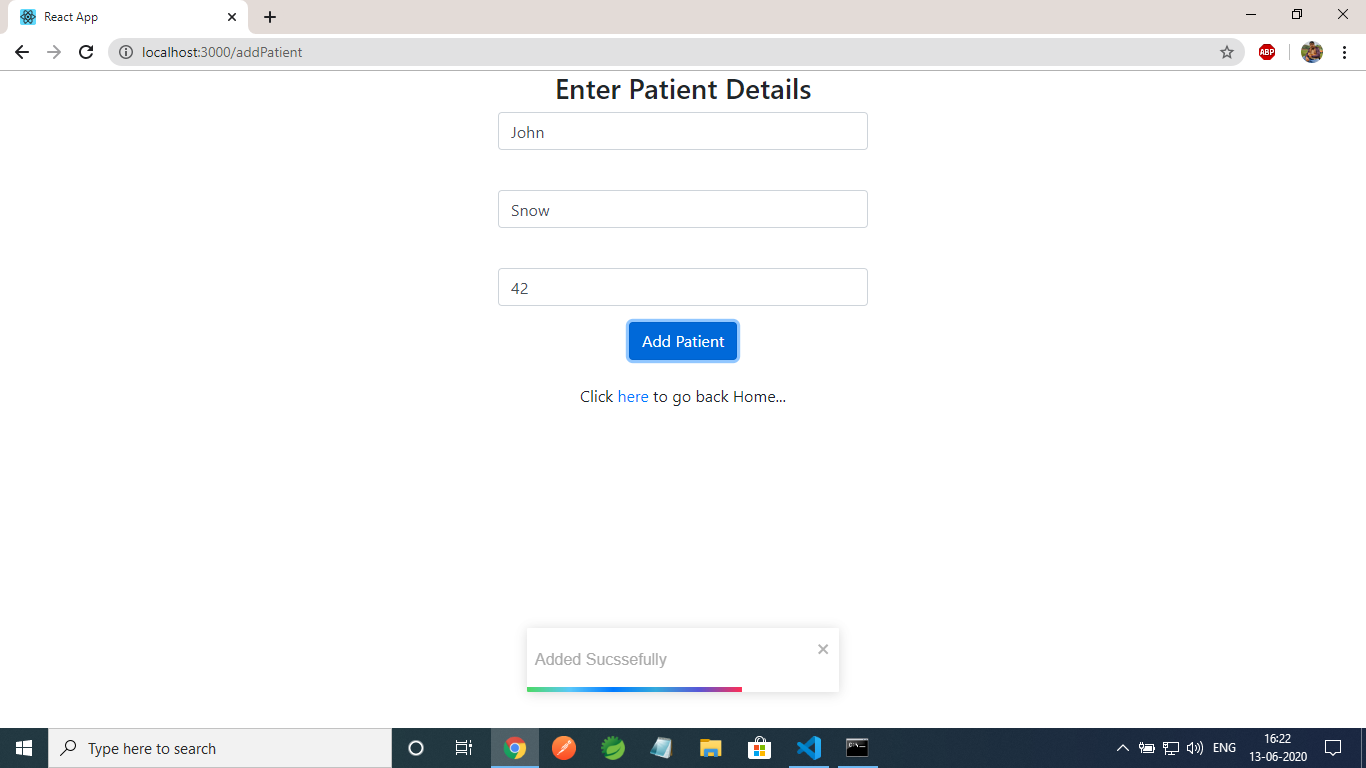 React App
localhost:3000/addPatient
ABP
Enter Patient Details
John
Snow
42
Add Patient
Click here to go back Home...
Added Sucssefully
Type here to search
ENG
16:22
13-06-2020